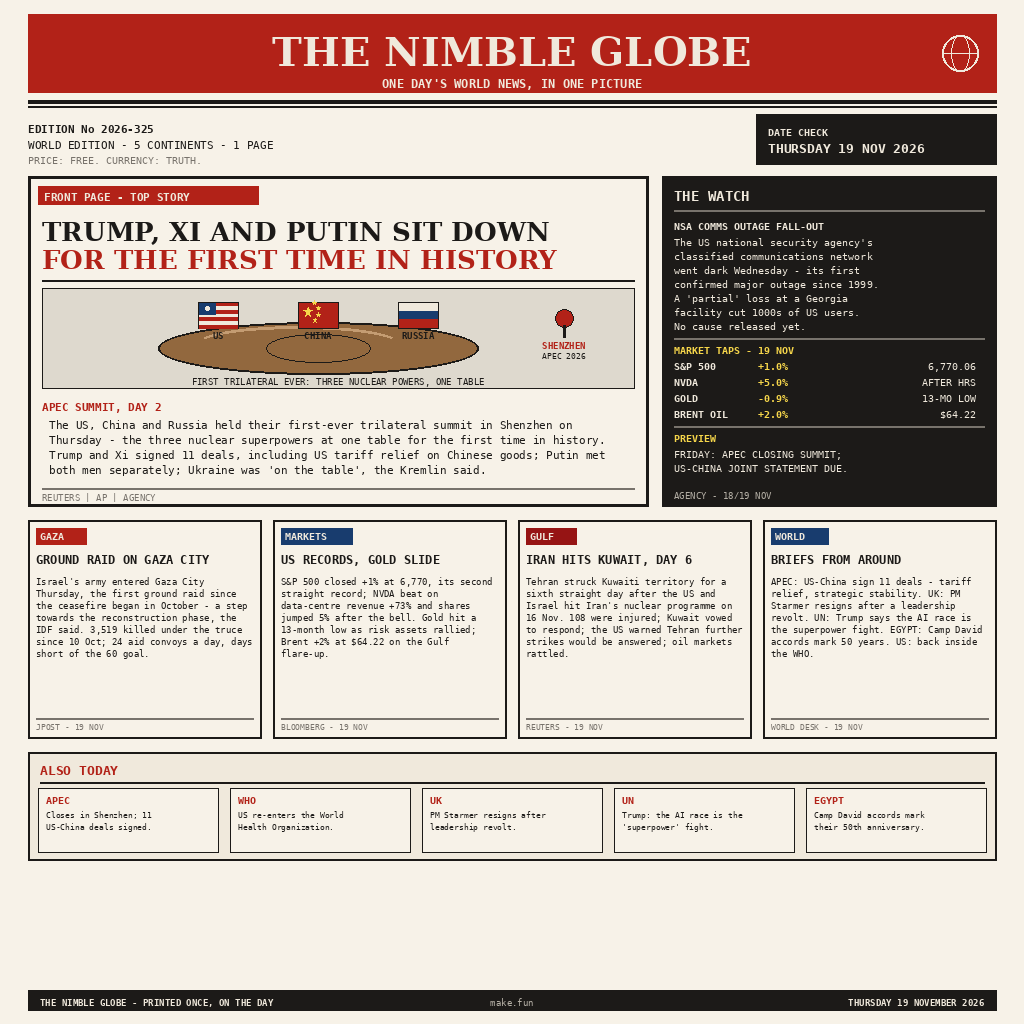 THE NIMBLE GLOBE
ONE DAY'S WORLD NEWS, IN ONE PICTURE
EDITION No 2026-325
WORLD EDITION - 5 CONTINENTS - 1 PAGE
PRICE: FREE. CURRENCY: TRUTH.
DATE CHECK
THURSDAY 19 NOV 2026
FRONT PAGE - TOP STORY
TRUMP, XI AND PUTIN SIT DOWN
FOR THE FIRST TIME IN HISTORY
US
CHINA
RUSSIA
SHENZHEN
APEC 2026
FIRST TRILATERAL EVER: THREE NUCLEAR POWERS, ONE TABLE
APEC SUMMIT, DAY 2
The US, China and Russia held their first-ever trilateral summit in Shenzhen on
Thursday - the three nuclear superpowers at one table for the first time in history.
Trump and Xi signed 11 deals, including US tariff relief on Chinese goods; Putin met
both men separately; Ukraine was 'on the table', the Kremlin said.
REUTERS | AP | AGENCY
THE WATCH
NSA COMMS OUTAGE FALL-OUT
The US national security agency's
classified communications network
went dark Wednesday - its first
confirmed major outage since 1999.
A 'partial' loss at a Georgia
facility cut 1000s of US users.
No cause released yet.
MARKET TAPS - 19 NOV
S&P 500 +1.0% 6,770.06
NVDA +5.0% AFTER HRS
GOLD -0.9% 13-MO LOW
BRENT OIL +2.0% $64.22
PREVIEW
FRIDAY: APEC CLOSING SUMMIT;
US-CHINA JOINT STATEMENT DUE.
AGENCY - 18/19 NOV
GAZA
GROUND RAID ON GAZA CITY
Israel's army entered Gaza City
Thursday, the first ground raid since
the ceasefire began in October - a step
towards the reconstruction phase, the
IDF said. 3,519 killed under the truce
since 10 Oct; 24 aid convoys a day, days
short of the 60 goal.
JPOST - 19 NOV
MARKETS
US RECORDS, GOLD SLIDE
S&P 500 closed +1% at 6,770, its second
straight record; NVDA beat on
data-centre revenue +73% and shares
jumped 5% after the bell. Gold hit a
13-month low as risk assets rallied;
Brent +2% at $64.22 on the Gulf
flare-up.
BLOOMBERG - 19 NOV
GULF
IRAN HITS KUWAIT, DAY 6
Tehran struck Kuwaiti territory for a
sixth straight day after the US and
Israel hit Iran's nuclear programme on
16 Nov. 108 were injured; Kuwait vowed
to respond; the US warned Tehran further
strikes would be answered; oil markets
rattled.
REUTERS - 19 NOV
WORLD
BRIEFS FROM AROUND
APEC: US-China sign 11 deals - tariff
relief, strategic stability. UK: PM
Starmer resigns after a leadership
revolt. UN: Trump says the AI race is
the superpower fight. EGYPT: Camp David
accords mark 50 years. US: back inside
the WHO.
WORLD DESK - 19 NOV
ALSO TODAY
APEC
Closes in Shenzhen; 11
US-China deals signed.
WHO
US re-enters the World
Health Organization.
UK
PM Starmer resigns after
leadership revolt.
UN
Trump: the AI race is the
'superpower' fight.
EGYPT
Camp David accords mark
their 50th anniversary.
THE NIMBLE GLOBE - PRINTED ONCE, ON THE DAY
make.fun
THURSDAY 19 NOVEMBER 2026